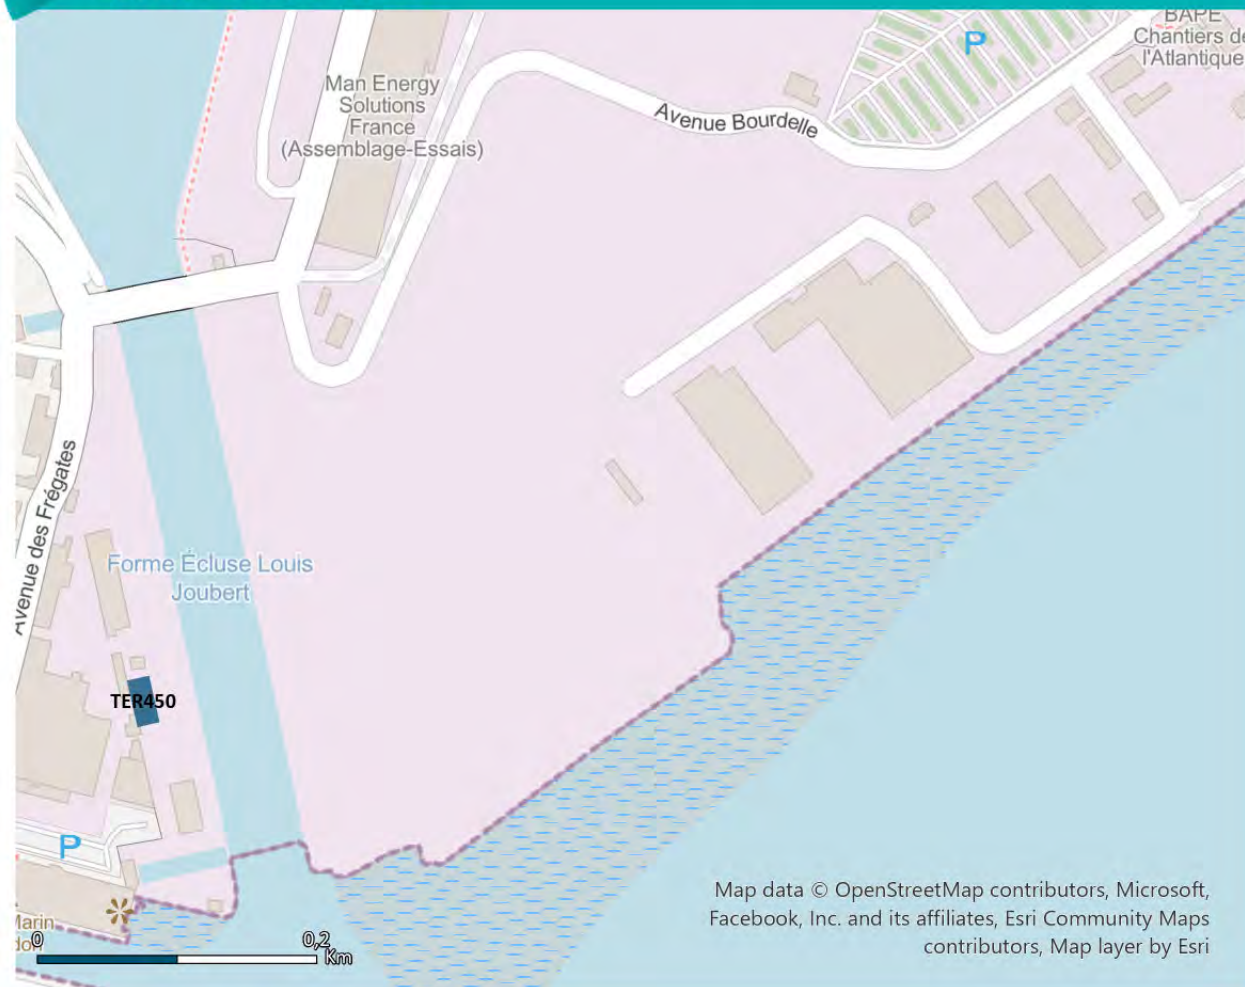 P
BAPE
Chantiers de
l'Atlantique
Man Energy
Solutions
France
(Assemblage-Essais)
Avenue Bourdelle
Avenue des Frégates
Forme Écluse Louis
Joubert
TER450
P
Marin
0
0,2
Km
Map data © OpenStreetMap contributors, Microsoft,
Facebook, Inc. and its affiliates, Esri Community Maps
contributors, Map layer by Esri